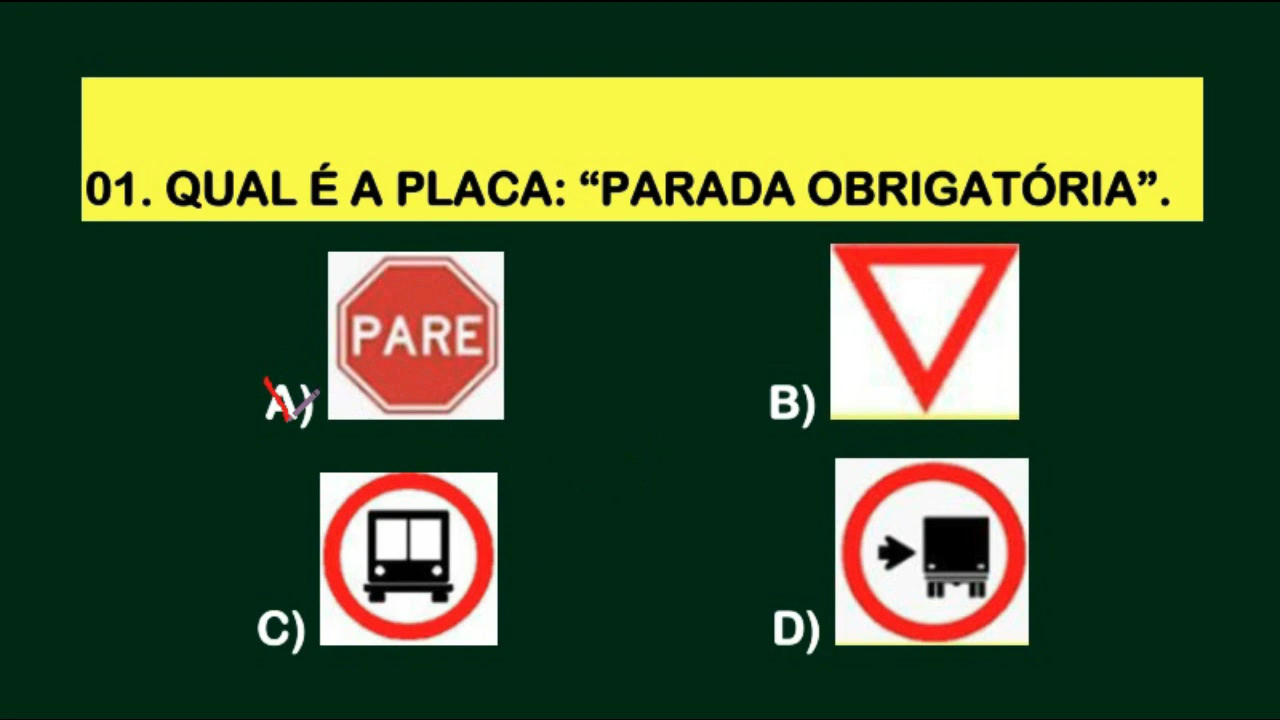 01. QUAL É A PLACA: “PARADA OBRIGATÓRIA”.
PARE
A)
B)
C)
D)